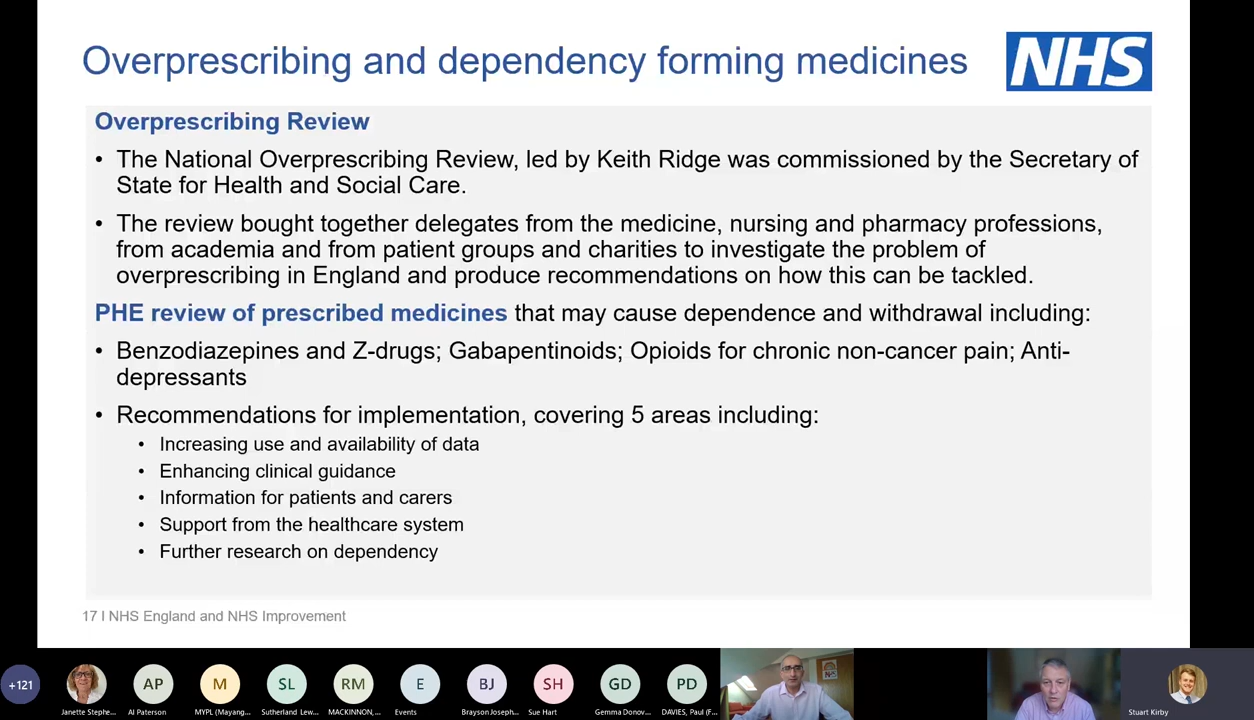 Overprescribing and dependency forming medicines
NHS
Overprescribing Review
• The National Overprescribing Review, led by Keith Ridge was commissioned by the Secretary of
State for Health and Social Care.
• The review bought together delegates from the medicine, nursing and pharmacy professions,
from academia and from patient groups and charities to investigate the problem of
overprescribing in England and produce recommendations on how this can be tackled.
PHE review of prescribed medicines that may cause dependence and withdrawal including:
• Benzodiazepines and Z-drugs; Gabapentinoids; Opioids for chronic non-cancer pain; Anti-
depressants
• Recommendations for implementation, covering 5 areas including:
• Increasing use and availability of data
• Enhancing clinical guidance
• Information for patients and carers
• Support from the healthcare system
• Further research on dependency
17 I NHS England and NHS Improvement
+121
AP
M
SL
RM
E
BJ
SH
GD
PD
Janette Stephe...
Al Paterson
MYPL (Mayang...
Sutherland Lew...
MACKINNON,...
Events
Brayson Joseph...
Sue Hart
Gemma Donov...
DAVIES, Paul (F...
Stuart Kirby